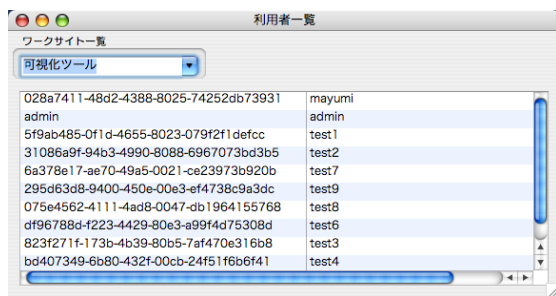 利用者一覧
ワークサイト一覧
可視化ツール
028a7411-48d2-4388-8025-74252db73931 mayumi
admin admin
5f9ab485-0f1d-4655-8023-079f2f1defcc test1
31086a9f-94b3-4990-8088-6967073bd3b5 test2
6a378e17-ae70-49a5-0021-ce23973b920b test7
295d63d8-9400-450e-00e3-ef4738c9a3dc test9
075e4562-4111-4ad8-0047-db1964155768 test8
df96788d-f223-4429-80e3-a99f4d75308d test6
823f271f-173b-4b39-80b5-7af470e316b8 test3
bd407349-6b80-432f-00cb-24f51f6b6f41 test4